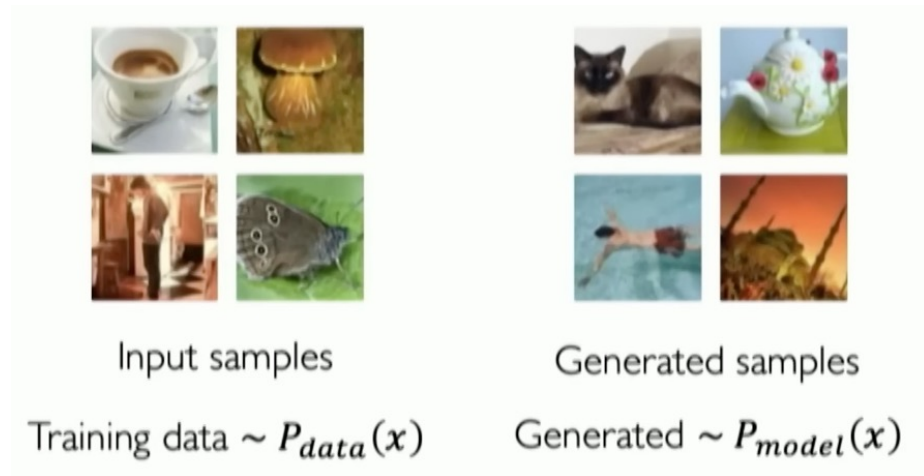 Input samples
Generated samples
Training data ~ P_data(x)
Generated ~ P_model(x)